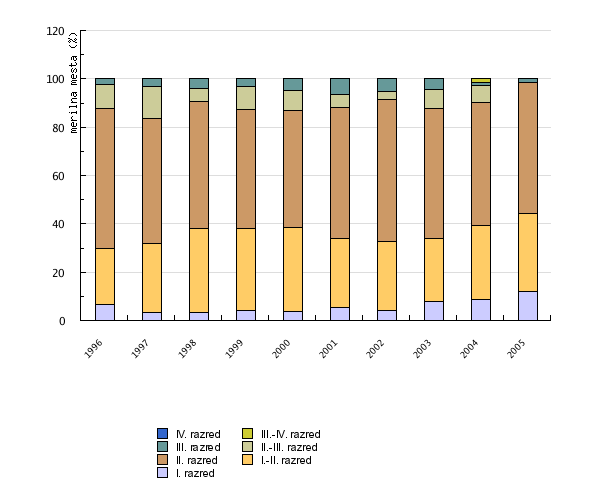 merilna mesta (%)
120
100
80
60
40
20
0
1996 1997 1998 1999 2000 2001 2002 2003 2004 2005
IV. razred III.-IV. razred
III. razred II.-III. razred
II. razred I.-II. razred
I. razred